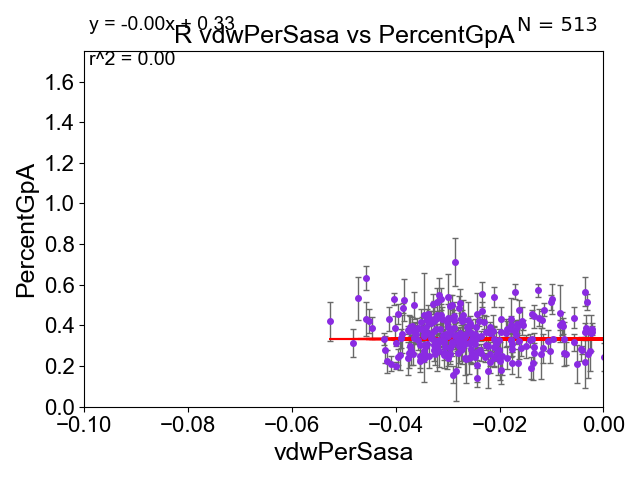 y = -0.00x + 0.33
R vdwPerSasa vs PercentGpA
N = 513
r^2 = 0.00
PercentGpA
1.6
1.4
1.2
1.0
0.8
0.6
0.4
0.2
0.0
−0.10 −0.08 −0.06 −0.04 −0.02 0.00
vdwPerSasa